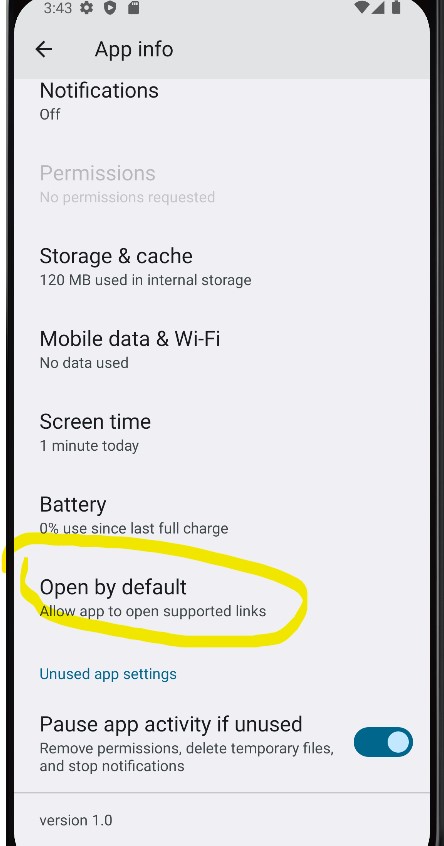 3:43
App info
Notifications
Off
Permissions
No permissions requested
Storage & cache
120 MB used in internal storage
Mobile data & Wi-Fi
No data used
Screen time
1 minute today
Battery
0% use since last full charge
Open by default
Allow app to open supported links
Unused app settings
Pause app activity if unused
Remove permissions, delete temporary files,
and stop notifications
version 1.0